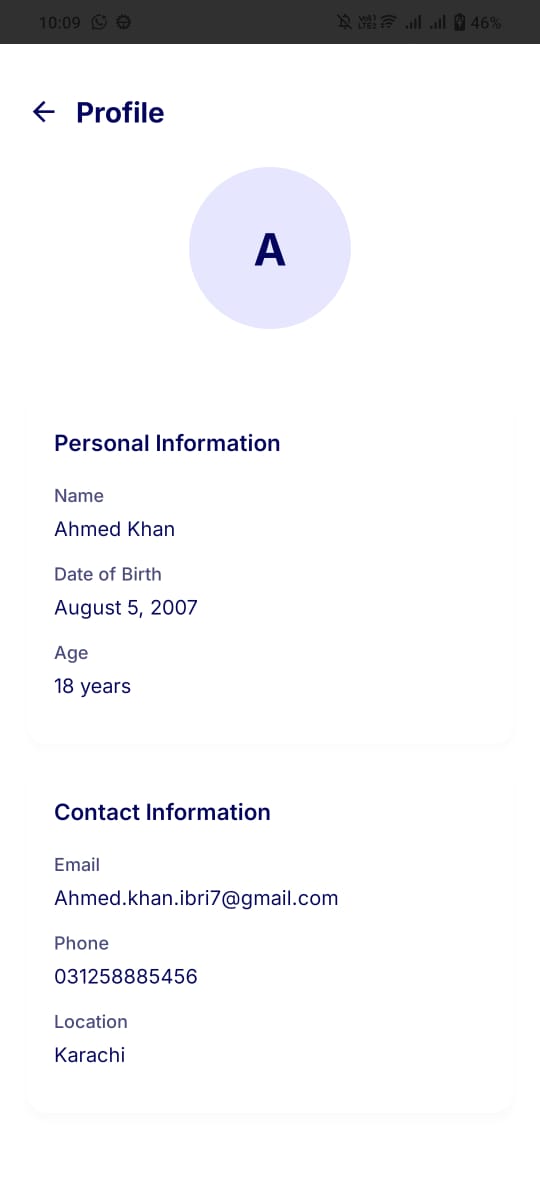 10:09
46%
Profile
A
Personal Information
Name
Ahmed Khan
Date of Birth
August 5, 2007
Age
18 years
Contact Information
Email
Ahmed.khan.ibri7@gmail.com
Phone
031258885456
Location
Karachi